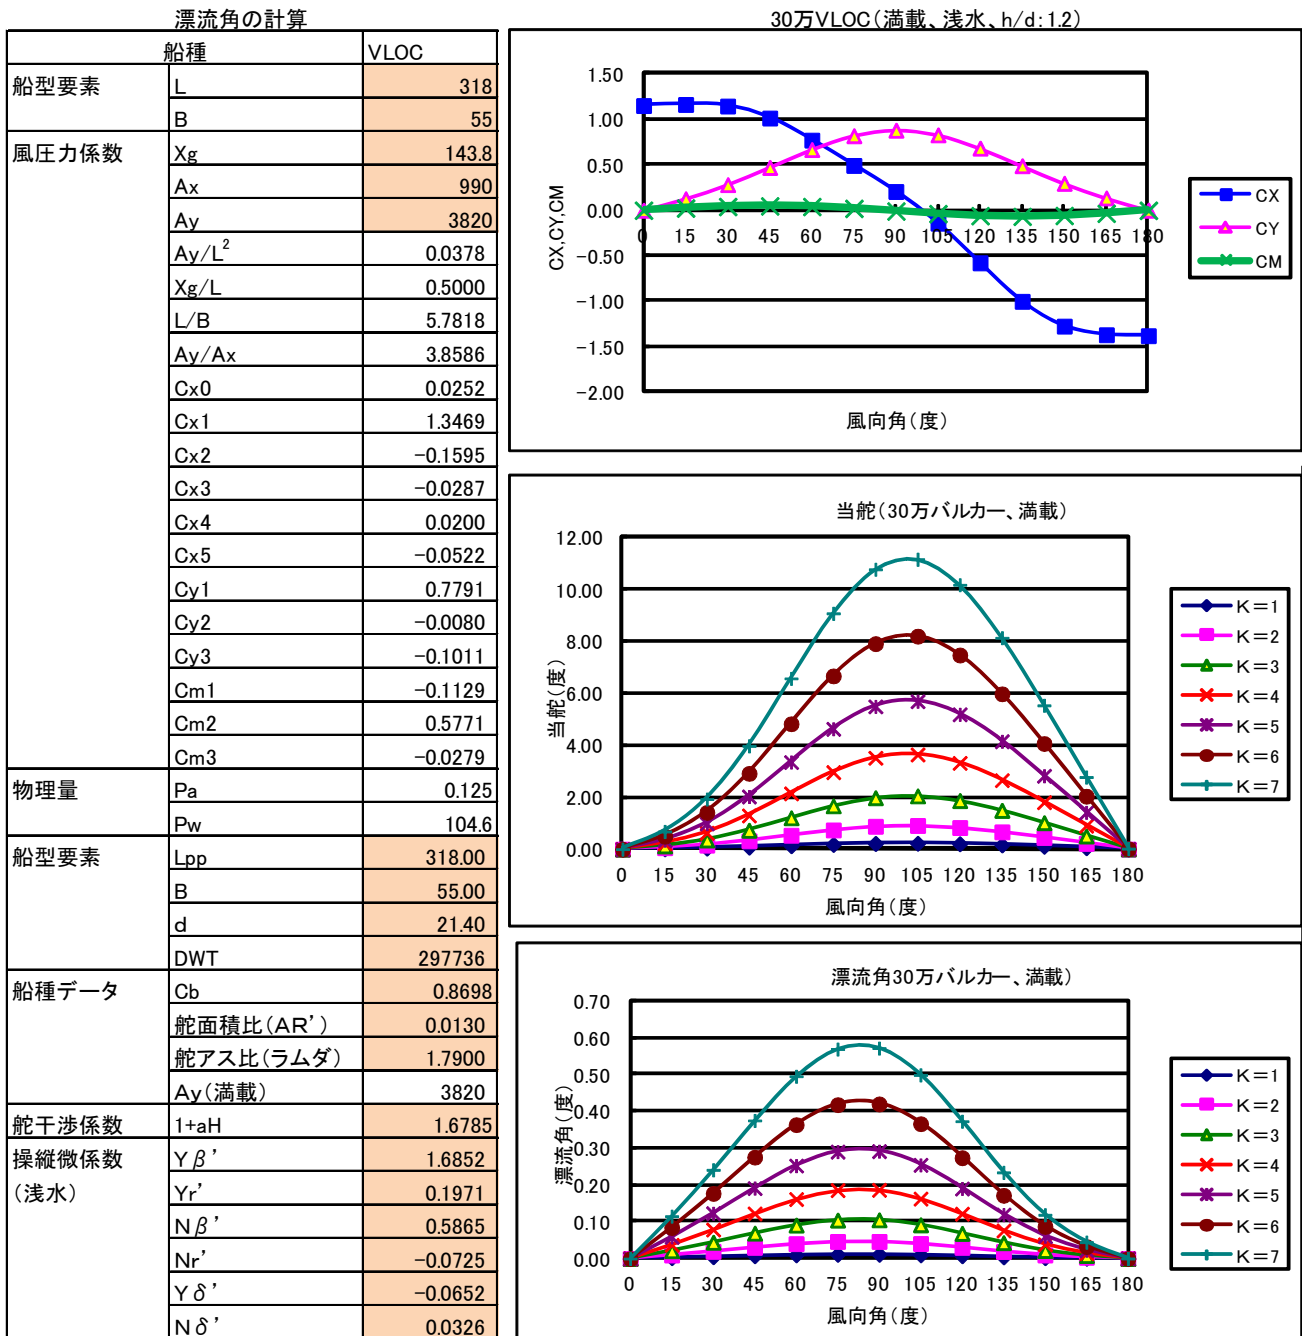 漂流角の計算
船種 VLOC
船型要素 L 318
B 55
風圧力係数 Xg 143.8
Ax 990
Ay 3820
Ay/L² 0.0378
Xg/L 0.5000
L/B 5.7818
Ay/Ax 3.8586
Cx0 0.0252
Cx1 1.3469
Cx2 −0.1595
Cx3 −0.0287
Cx4 0.0200
Cx5 −0.0522
Cy1 0.7791
Cy2 −0.0080
Cy3 −0.1011
Cm1 −0.1129
Cm2 0.5771
Cm3 −0.0279
物理量 Pa 0.125
Pw 104.6
船型要素 Lpp 318.00
B 55.00
d 21.40
DWT 297736
船種データ Cb 0.8698
舵面積比(AR’) 0.0130
舵アス比(ラムダ) 1.7900
Ay(満載) 3820
舵干渉係数 1+aH 1.6785
操縦微係数 Yβ’ 1.6852
(浅水) Yr’ 0.1971
Nβ’ 0.5865
Nr’ −0.0725
Yδ’ −0.0652
Nδ’ 0.0326
30万VLOC(満載、浅水、h/d:1.2)
1.50
1.00
0.50
0.00
−0.50
−1.00
−1.50
−2.00
CX,CY,CM
0 15 30 45 60 75 90 105 120 135 150 165 180
風向角(度)
CX
CY
CM
当舵(30万バルカー、満載)
12.00
10.00
8.00
6.00
4.00
2.00
0.00
当舵(度)
0 15 30 45 60 75 90 105 120 135 150 165 180
風向角(度)
K=1
K=2
K=3
K=4
K=5
K=6
K=7
漂流角30万バルカー、満載)
0.70
0.60
0.50
0.40
0.30
0.20
0.10
0.00
漂流角(度)
0 15 30 45 60 75 90 105 120 135 150 165 180
風向角(度)
K=1
K=2
K=3
K=4
K=5
K=6
K=7